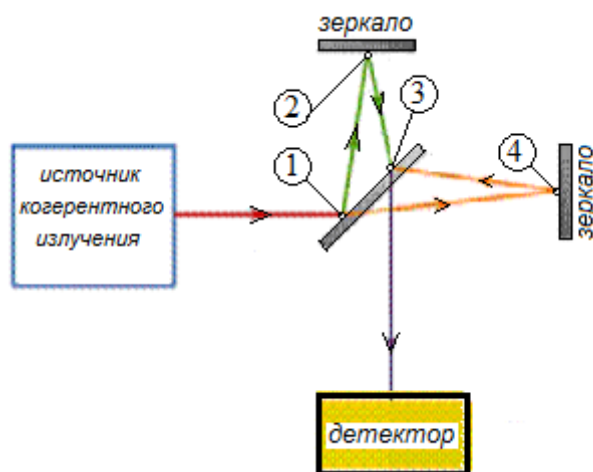 зеркало
2
3
1
4
источник
когерентного
излучения
зеркало
детектор